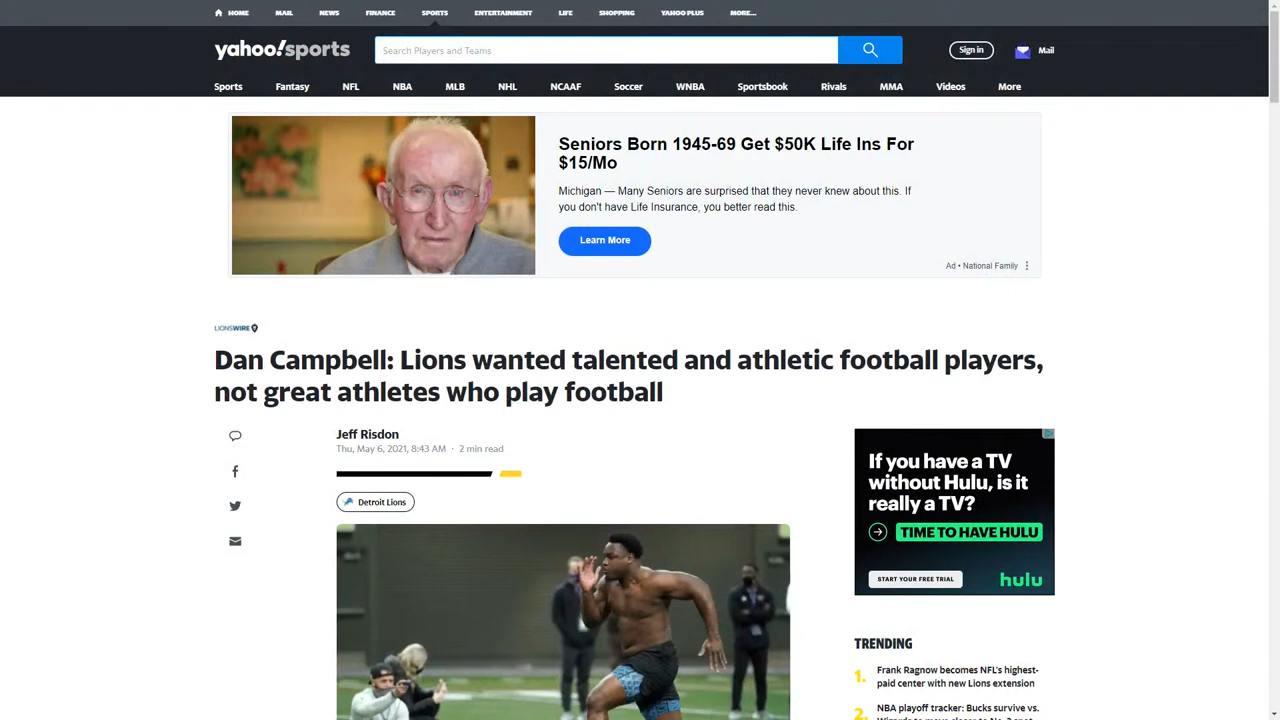 HOME MAIL NEWS FINANCE SPORTS ENTERTAINMENT LIFE SHOPPING YAHOO PLUS MORE...
yahoo!sports
Search Players and Teams
Sign in
Mail
Sports Fantasy NFL NBA MLB NHL NCAAF Soccer WNBA Sportsbook Rivals MMA Videos More
Seniors Born 1945-69 Get $50K Life Ins For
$15/Mo
Michigan — Many Seniors are surprised that they never knew about this. If
you don't have Life Insurance, you better read this.
Learn More
Ad • National Family
LIONSWIRE
Dan Campbell: Lions wanted talented and athletic football players,
not great athletes who play football
Jeff Risdon
Thu, May 6, 2021, 8:43 AM · 2 min read
Detroit Lions
If you have a TV
without Hulu, is it
really a TV?
TIME TO HAVE HULU
START YOUR FREE TRIAL
hulu
TRENDING
1. Frank Ragnow becomes NFL's highest-
paid center with new Lions extension
2. NBA playoff tracker: Bucks survive vs.